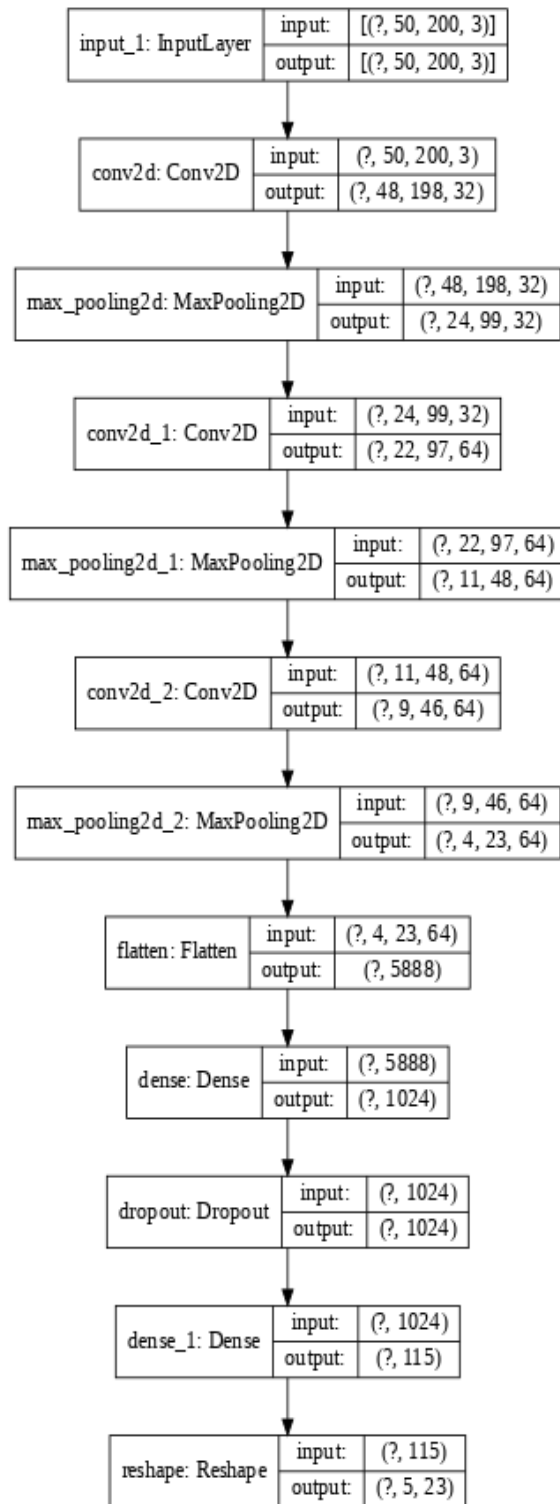 input_1: InputLayer
input: [(?, 50, 200, 3)]
output: [(?, 50, 200, 3)]
conv2d: Conv2D
input: (?, 50, 200, 3)
output: (?, 48, 198, 32)
max_pooling2d: MaxPooling2D
input: (?, 48, 198, 32)
output: (?, 24, 99, 32)
conv2d_1: Conv2D
input: (?, 24, 99, 32)
output: (?, 22, 97, 64)
max_pooling2d_1: MaxPooling2D
input: (?, 22, 97, 64)
output: (?, 11, 48, 64)
conv2d_2: Conv2D
input: (?, 11, 48, 64)
output: (?, 9, 46, 64)
max_pooling2d_2: MaxPooling2D
input: (?, 9, 46, 64)
output: (?, 4, 23, 64)
flatten: Flatten
input: (?, 4, 23, 64)
output: (?, 5888)
dense: Dense
input: (?, 5888)
output: (?, 1024)
dropout: Dropout
input: (?, 1024)
output: (?, 1024)
dense_1: Dense
input: (?, 1024)
output: (?, 115)
reshape: Reshape
input: (?, 115)
output: (?, 5, 23)